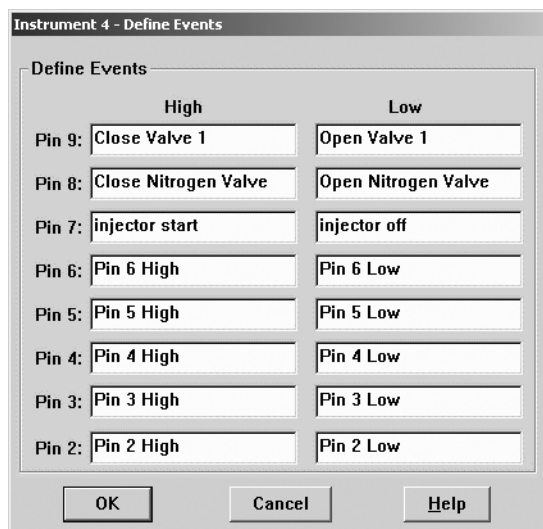 Instrument 4 - Define Events
Define Events
High Low
Pin 9: Close Valve 1 Open Valve 1
Pin 8: Close Nitrogen Valve Open Nitrogen Valve
Pin 7: injector start injector off
Pin 6: Pin 6 High Pin 6 Low
Pin 5: Pin 5 High Pin 5 Low
Pin 4: Pin 4 High Pin 4 Low
Pin 3: Pin 3 High Pin 3 Low
Pin 2: Pin 2 High Pin 2 Low
OK Cancel Help